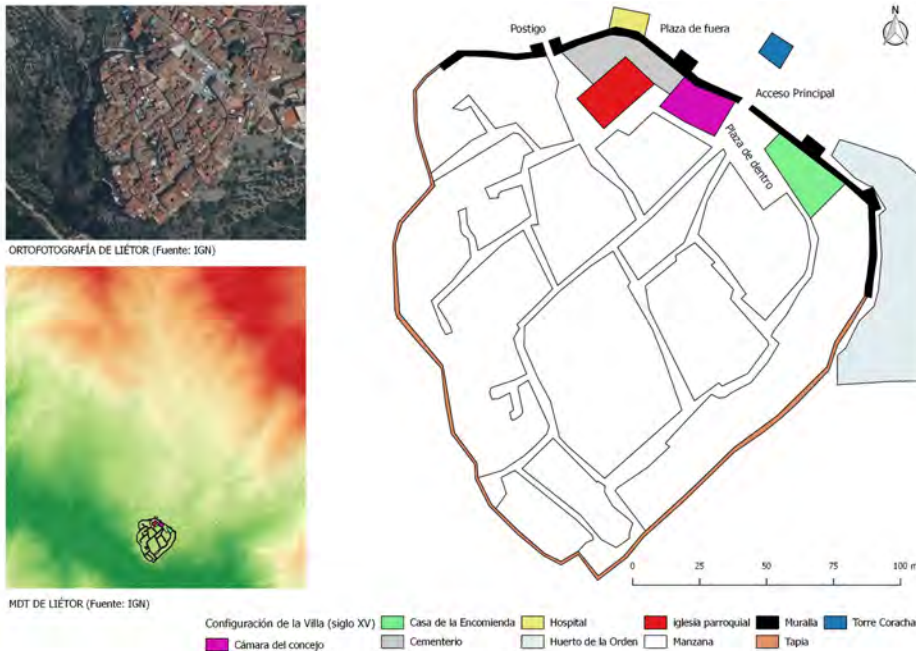 Postigo
Plaza de fuera
N
Acceso Principal
Plaza de dentro
ORTOFOTOGRAFÍA DE LIÉTOR (Fuente: IGN)
0 25 50 75 100 m
MDT DE LIÉTOR (Fuente: IGN)
Configuración de la Villa (siglo XV)
Casa de la Encomienda
Hospital
iglesia parroquial
Muralla
Torre Coracha
Cámara del concejo
Cementerio
Huerto de la Orden
Manzana
Tapia